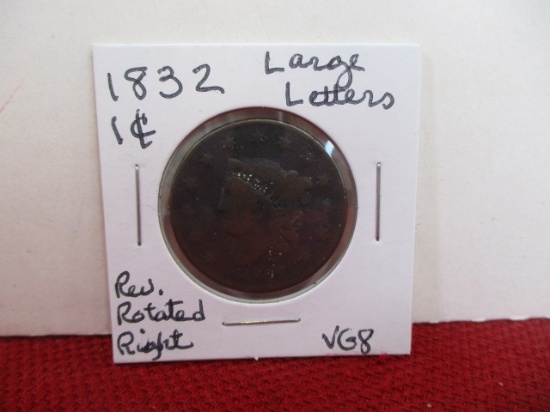 1832
1¢
Large
Letters
Rev.
Rotated
Right
VG8